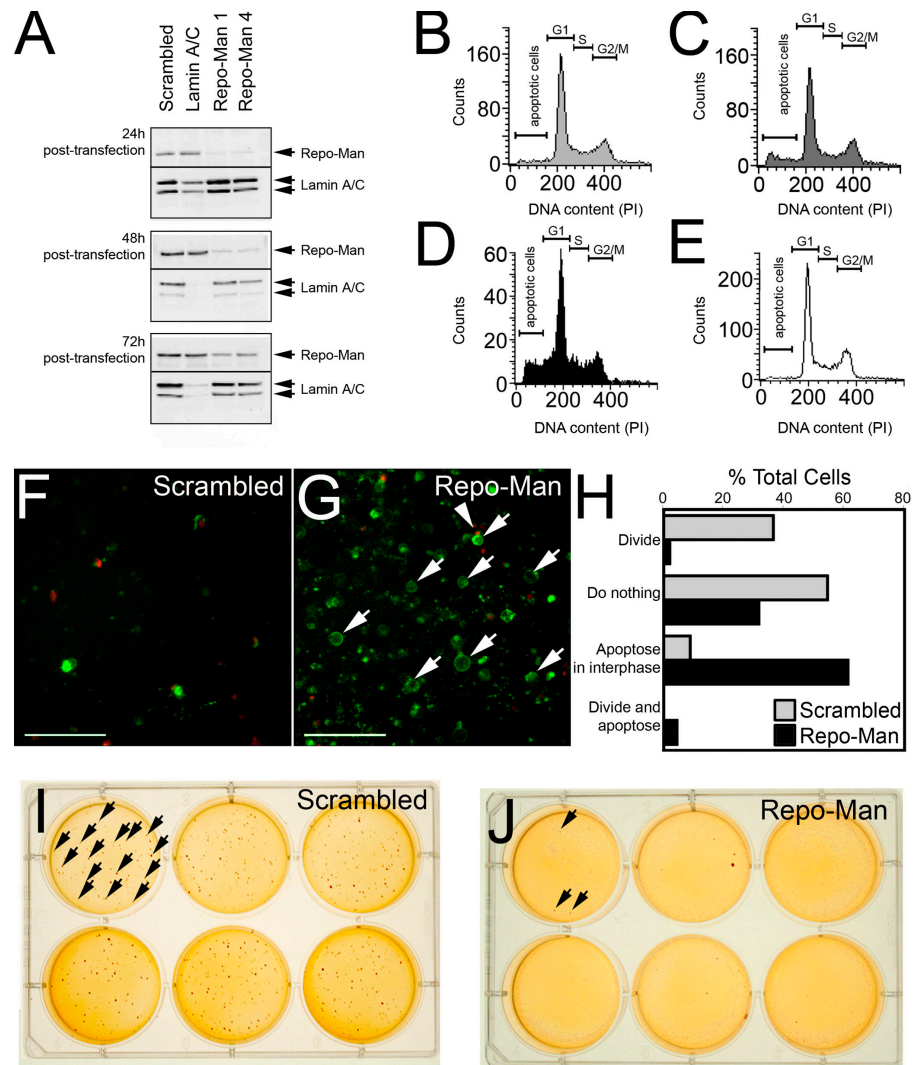 A
Scrambled
Lamin A/C
Repo-Man 1
Repo-Man 4
24h
post-transfection
Repo-Man
Lamin A/C
48h
post-transfection
Repo-Man
Lamin A/C
72h
post-transfection
Repo-Man
Lamin A/C
B
G1
S
G2/M
apoptotic cells
Counts
160
80
0
0 200 400
DNA content (PI)
C
G1
S
G2/M
apoptotic cells
Counts
160
80
0
0 200 400
DNA content (PI)
D
G1
S
G2/M
apoptotic cells
Counts
60
40
20
0
0 200 400
DNA content (PI)
E
G1
S
G2/M
apoptotic cells
Counts
200
100
0
0 200 400
DNA content (PI)
F
Scrambled
G
Repo-Man
H
% Total Cells
0 20 40 60 80
Divide
Do nothing
Apoptose
in interphase
Divide and
apoptose
Scrambled
Repo-Man
I
Scrambled
J
Repo-Man